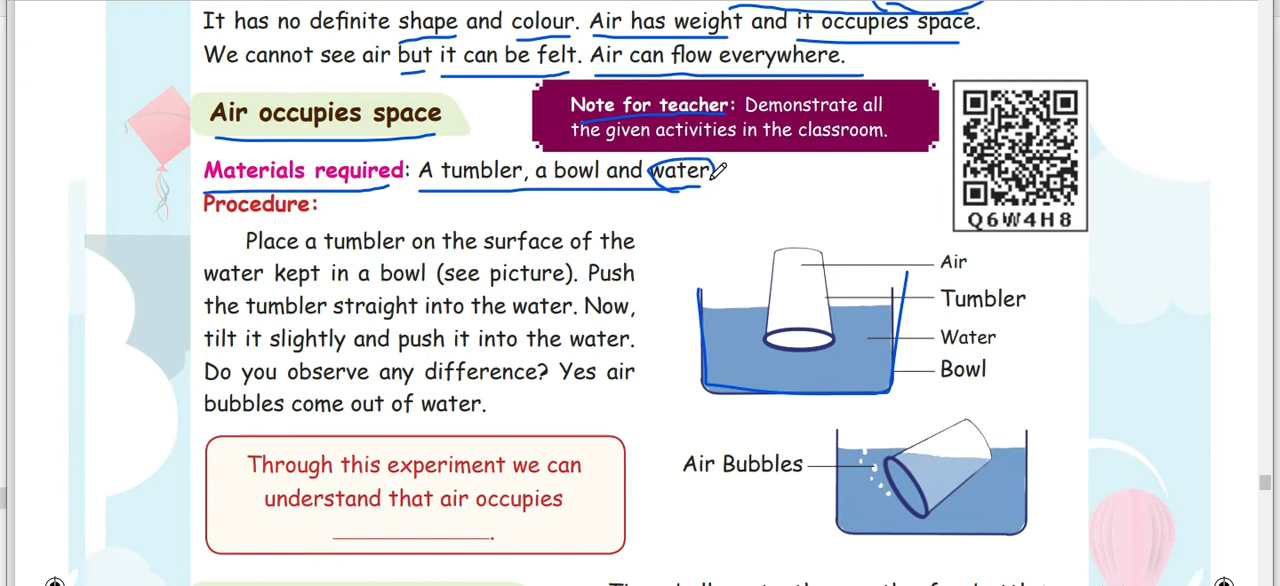 It has no definite shape and colour. Air has weight and it occupies space.
We cannot see air but it can be felt. Air can flow everywhere.
Air occupies space
Note for teacher: Demonstrate all
the given activities in the classroom.
Q6W4H8
Materials required: A tumbler, a bowl and water
Procedure:
Place a tumbler on the surface of the
water kept in a bowl (see picture). Push
the tumbler straight into the water. Now,
tilt it slightly and push it into the water.
Do you observe any difference? Yes air
bubbles come out of water.
Air
Tumbler
Water
Bowl
Air Bubbles
Through this experiment we can
understand that air occupies
____________.